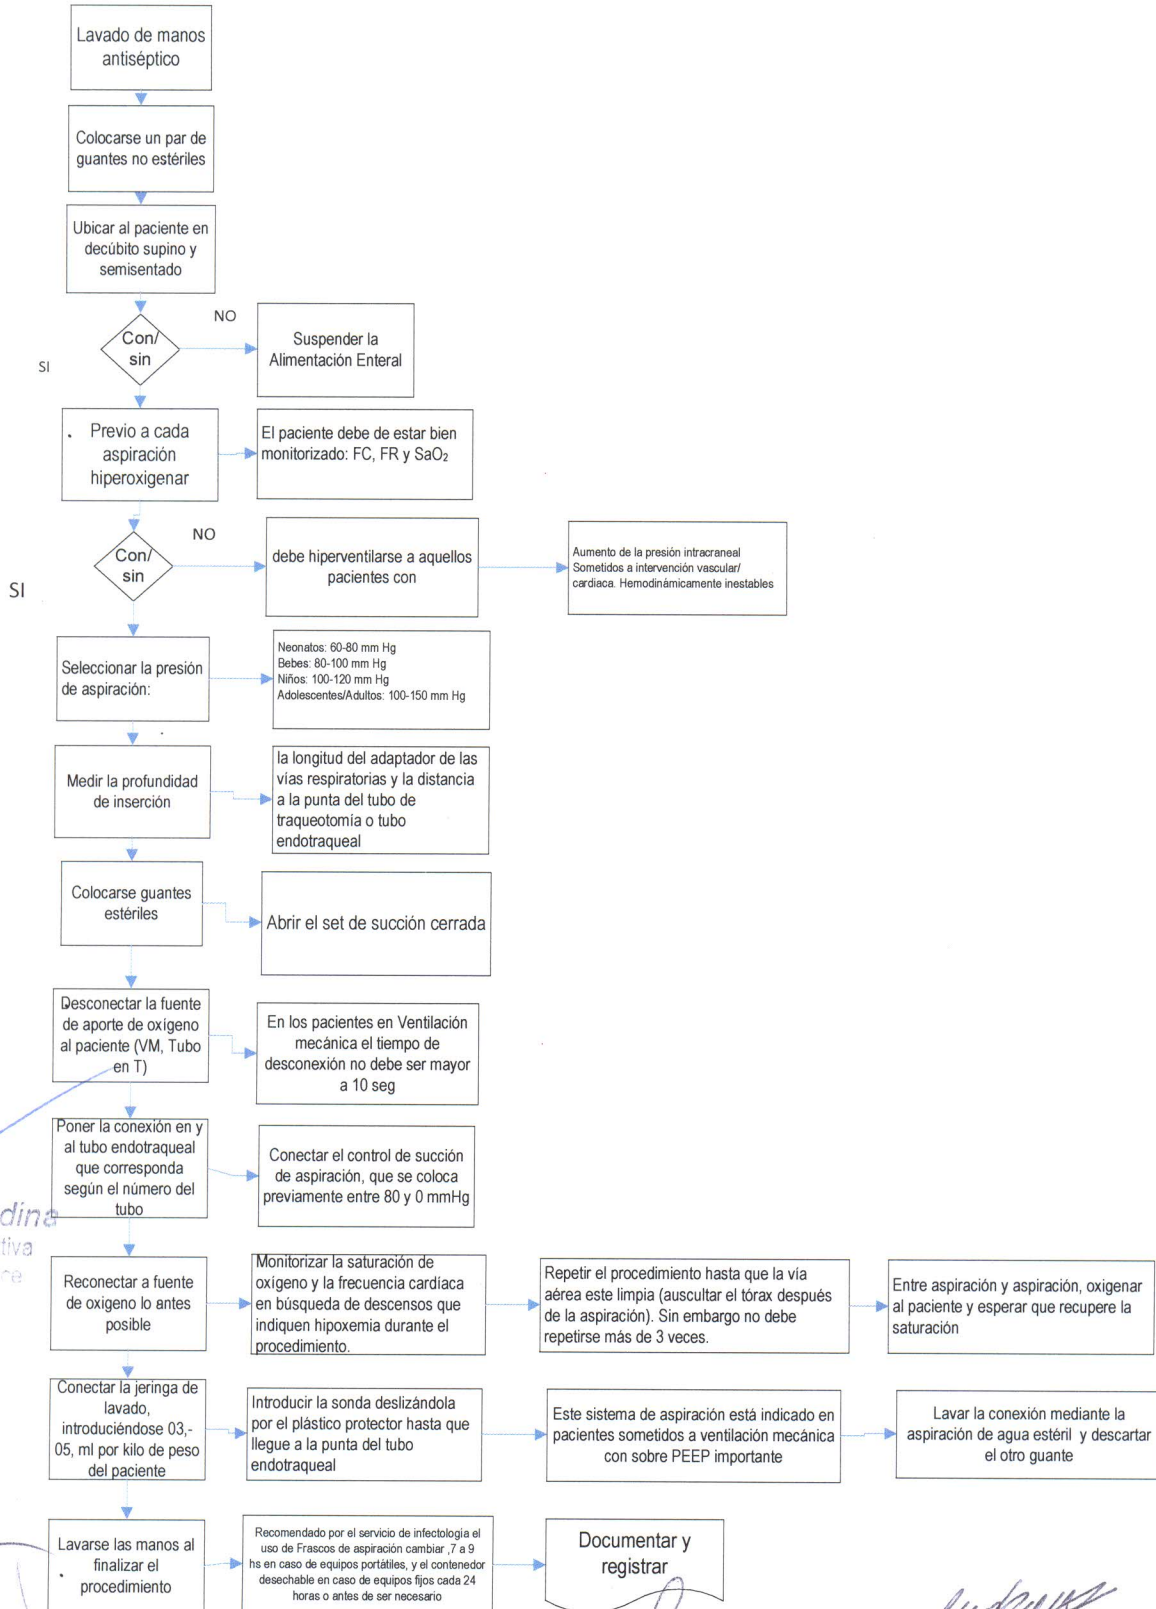 Lavado de manos
antiséptico
Colocarse un par de
guantes no estériles
Ubicar al paciente en
decúbito supino y
semisentado
Con/
sin
NO
SI
Suspender la
Alimentación Enteral
Previo a cada
aspiración
hiperoxigenar
El paciente debe de estar bien
monitorizado: FC, FR y SaO₂
Con/
sin
NO
SI
debe hiperventilarse a aquellos
pacientes con
Aumento de la presión intracraneal
Sometidos a intervención vascular/
cardiaca. Hemodinámicamente inestables
Seleccionar la presión
de aspiración:
Neonatos: 60-80 mm Hg
Bebes: 80-100 mm Hg
Niños: 100-120 mm Hg
Adolescentes/Adultos: 100-150 mm Hg
Medir la profundidad
de inserción
la longitud del adaptador de las
vías respiratorias y la distancia
a la punta del tubo de
traqueotomía o tubo
endotraqueal
Colocarse guantes
estériles
Abrir el set de succión cerrada
Desconectar la fuente
de aporte de oxígeno
al paciente (VM, Tubo
en T)
En los pacientes en Ventilación
mecánica el tiempo de
desconexión no debe ser mayor
a 10 seg
Poner la conexión en y
al tubo endotraqueal
que corresponda
según el número del
tubo
Conectar el control de succión
de aspiración, que se coloca
previamente entre 80 y 0 mmHg
dina
tiva
Reconectar a fuente
de oxigeno lo antes
posible
Monitorizar la saturación de
oxígeno y la frecuencia cardíaca
en búsqueda de descensos que
indiquen hipoxemia durante el
procedimiento.
Repetir el procedimiento hasta que la vía
aérea este limpia (auscultar el tórax después
de la aspiración). Sin embargo no debe
repetirse más de 3 veces.
Entre aspiración y aspiración, oxigenar
al paciente y esperar que recupere la
saturación
Conectar la jeringa de
lavado,
introduciéndose 03,-
05, ml por kilo de peso
del paciente
Introducir la sonda deslizándola
por el plástico protector hasta que
llegue a la punta del tubo
endotraqueal
Este sistema de aspiración está indicado en
pacientes sometidos a ventilación mecánica
con sobre PEEP importante
Lavar la conexión mediante la
aspiración de agua estéril y descartar
el otro guante
Lavarse las manos al
finalizar el
procedimiento
Recomendado por el servicio de infectología el
uso de Frascos de aspiración cambiar ,7 a 9
hs en caso de equipos portátiles, y el contenedor
desechable en caso de equipos fijos cada 24
horas o antes de ser necesario
Documentar y
registrar